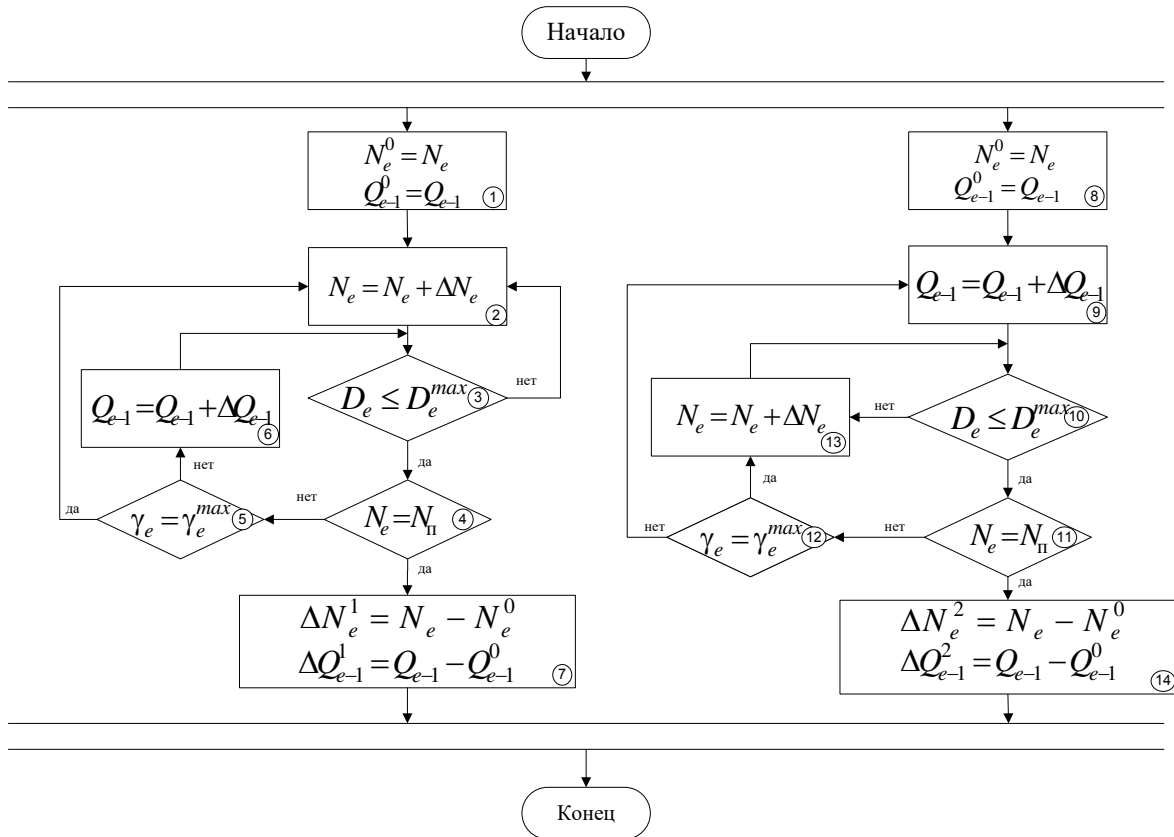 Начало
N_e^0 = N_e
Q_{e-1}^0 = Q_{e-1}
1
N_e = N_e + ΔN_e
2
D_e ≤ D_e^{max}
3
нет
да
Q_{e-1} = Q_{e-1} + ΔQ_{e-1}
6
нет
да
γ_e = γ_e^{max}
5
нет
N_e = N_п
4
да
ΔN_e^1 = N_e − N_e^0
ΔQ_{e-1}^1 = Q_{e-1} − Q_{e-1}^0
7
N_e^0 = N_e
Q_{e-1}^0 = Q_{e-1}
8
Q_{e-1} = Q_{e-1} + ΔQ_{e-1}
9
N_e = N_e + ΔN_e
13
нет
D_e ≤ D_e^{max}
10
да
да
нет
γ_e = γ_e^{max}
12
нет
N_e = N_п
11
да
ΔN_e^2 = N_e − N_e^0
ΔQ_{e-1}^2 = Q_{e-1} − Q_{e-1}^0
14
Конец